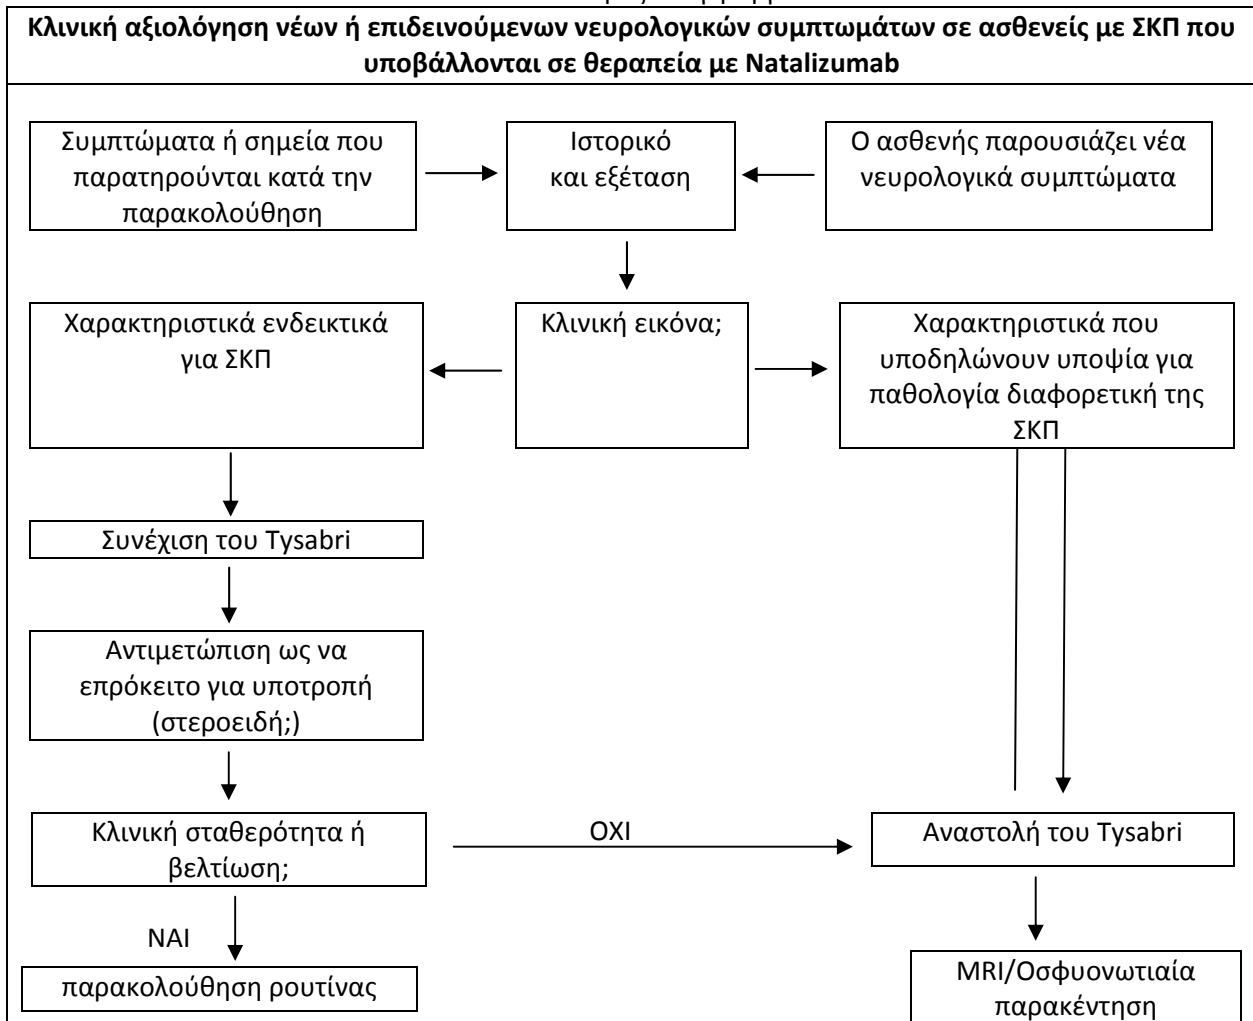 Κλινική αξιολόγηση νέων ή επιδεινούμενων νευρολογικών συμπτωμάτων σε ασθενείς με ΣΚΠ που
υποβάλλονται σε θεραπεία με Natalizumab
Συμπτώματα ή σημεία που
παρατηρούνται κατά την
παρακολούθηση
Ιστορικό
και εξέταση
Ο ασθενής παρουσιάζει νέα
νευρολογικά συμπτώματα
Χαρακτηριστικά ενδεικτικά
για ΣΚΠ
Κλινική εικόνα;
Χαρακτηριστικά που
υποδηλώνουν υποψία για
παθολογία διαφορετική της
ΣΚΠ
Συνέχιση του Tysabri
Αντιμετώπιση ως να
επρόκειτο για υποτροπή
(στεροειδή;)
Κλινική σταθερότητα ή
βελτίωση;
ΟΧΙ
Αναστολή του Tysabri
ΝΑΙ
παρακολούθηση ρουτίνας
MRI/Οσφυονωτιαία
παρακέντηση